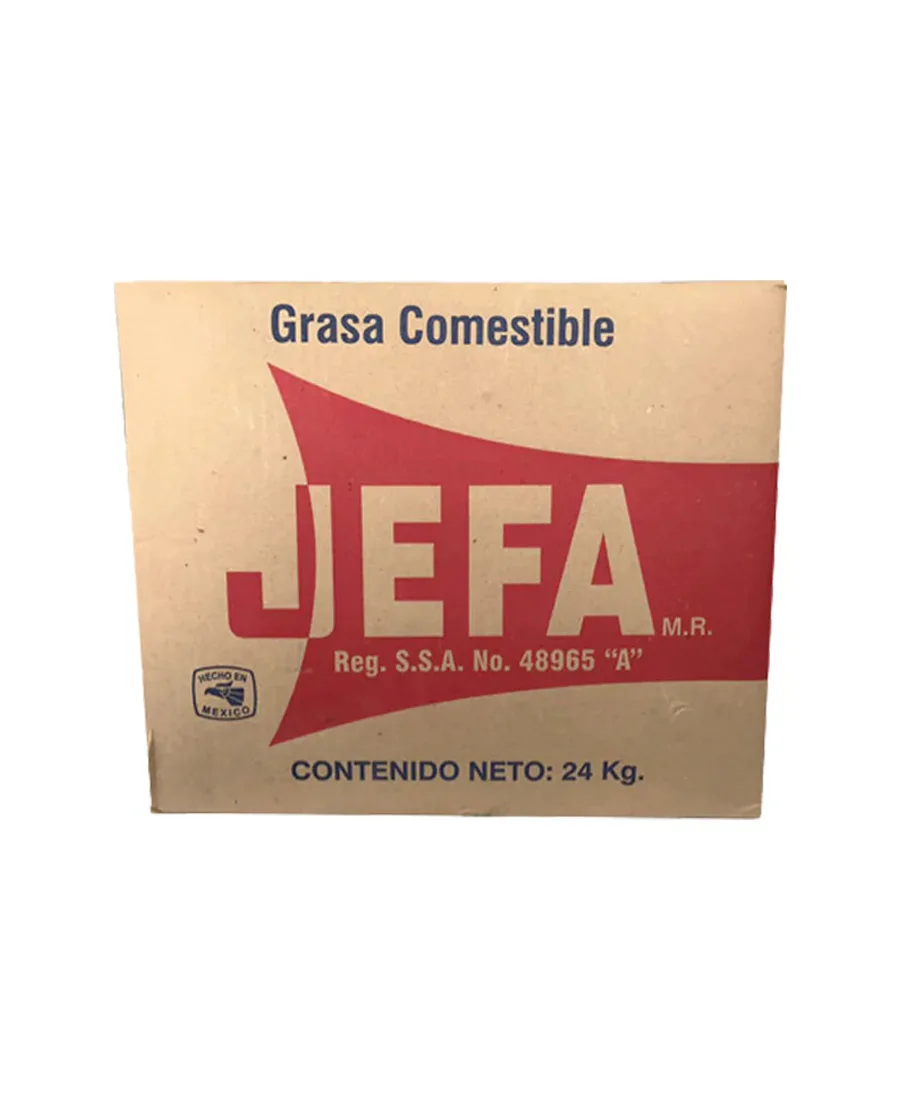 Grasa Comestible
JEFA M.R.
Reg. S.S.A. No. 48965 “A”
HECHO EN
MEXICO
CONTENIDO NETO: 24 Kg.